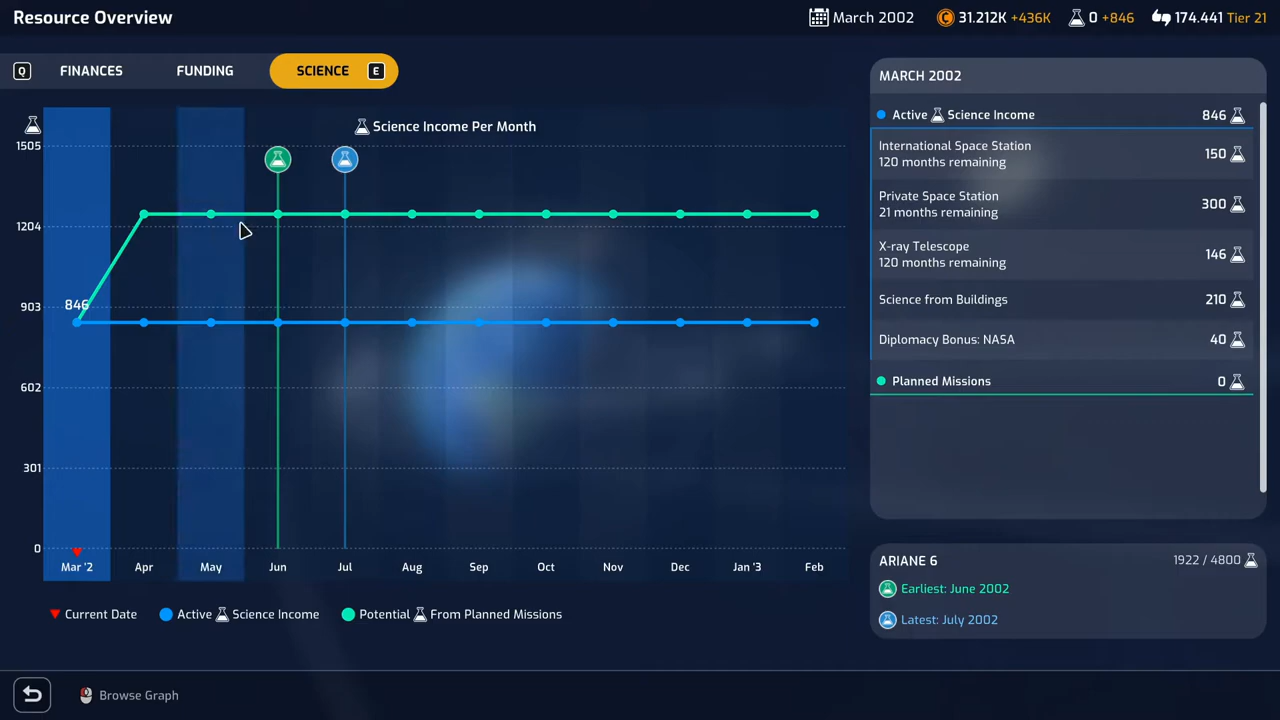 Resource Overview
March 2002
31.212K +436K
0 +846
174.441 Tier 21
Q
FINANCES
FUNDING
SCIENCE
E
Science Income Per Month
1505
1204
903
602
301
0
846
Mar '2
Apr
May
Jun
Jul
Aug
Sep
Oct
Nov
Dec
Jan '3
Feb
Current Date
Active Science Income
Potential From Planned Missions
MARCH 2002
Active Science Income 846
International Space Station
120 months remaining
150
Private Space Station
21 months remaining
300
X-ray Telescope
120 months remaining
146
Science from Buildings 210
Diplomacy Bonus: NASA 40
Planned Missions 0
ARIANE 6 1922 / 4800
Earliest: June 2002
Latest: July 2002
Browse Graph